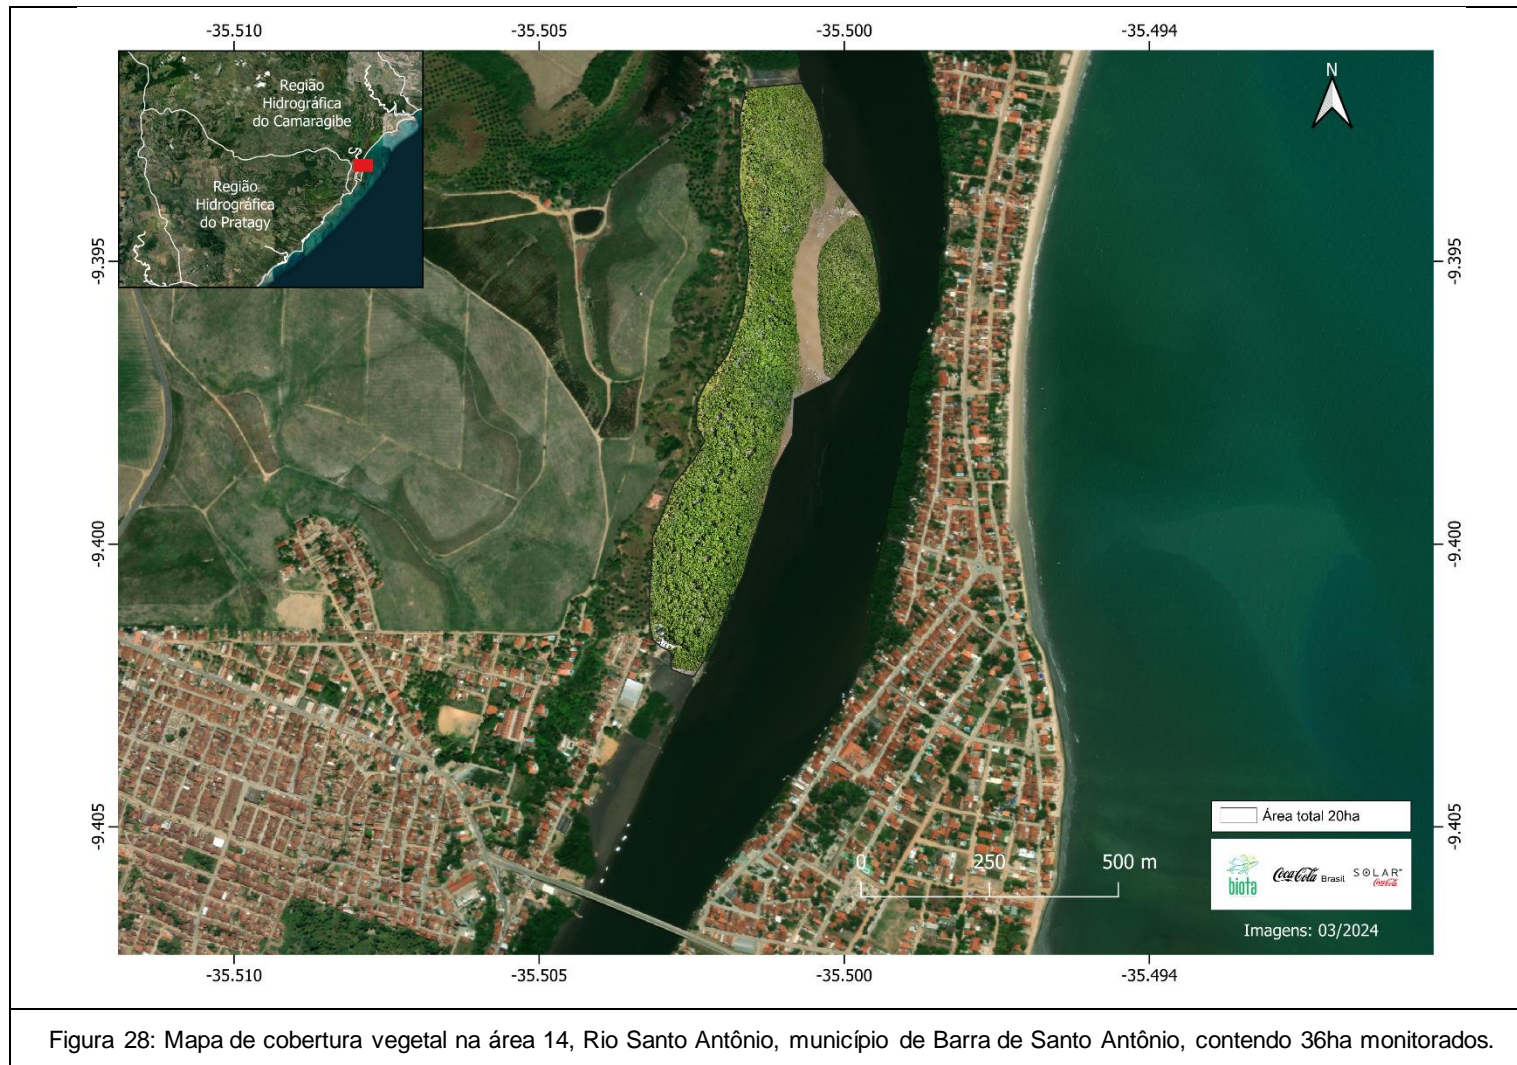 -35.510 -35.505 -35.500 -35.494
Região
Hidrográfica
do Camaragibe
Região
Hidrográfica
do Pratagy
N
-9.395 -9.395
-9.400 -9.400
-9.405 -9.405
Área total 20ha
0 250 500 m
biota Coca-Cola Brasil SOLAR
Coca-Cola
Imagens: 03/2024
-35.510 -35.505 -35.500 -35.494
Figura 28: Mapa de cobertura vegetal na área 14, Rio Santo Antônio, município de Barra de Santo Antônio, contendo 36ha monitorados.